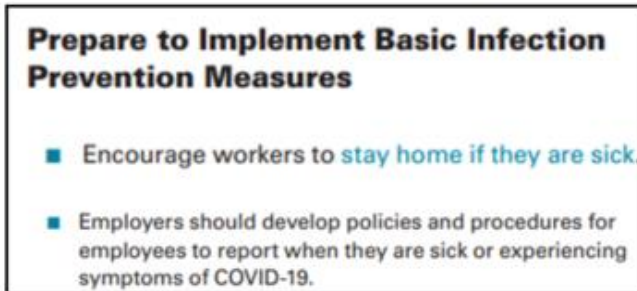 Prepare to Implement Basic Infection
Prevention Measures
■ Encourage workers to stay home if they are sick.
■ Employers should develop policies and procedures for
employees to report when they are sick or experiencing
symptoms of COVID-19.